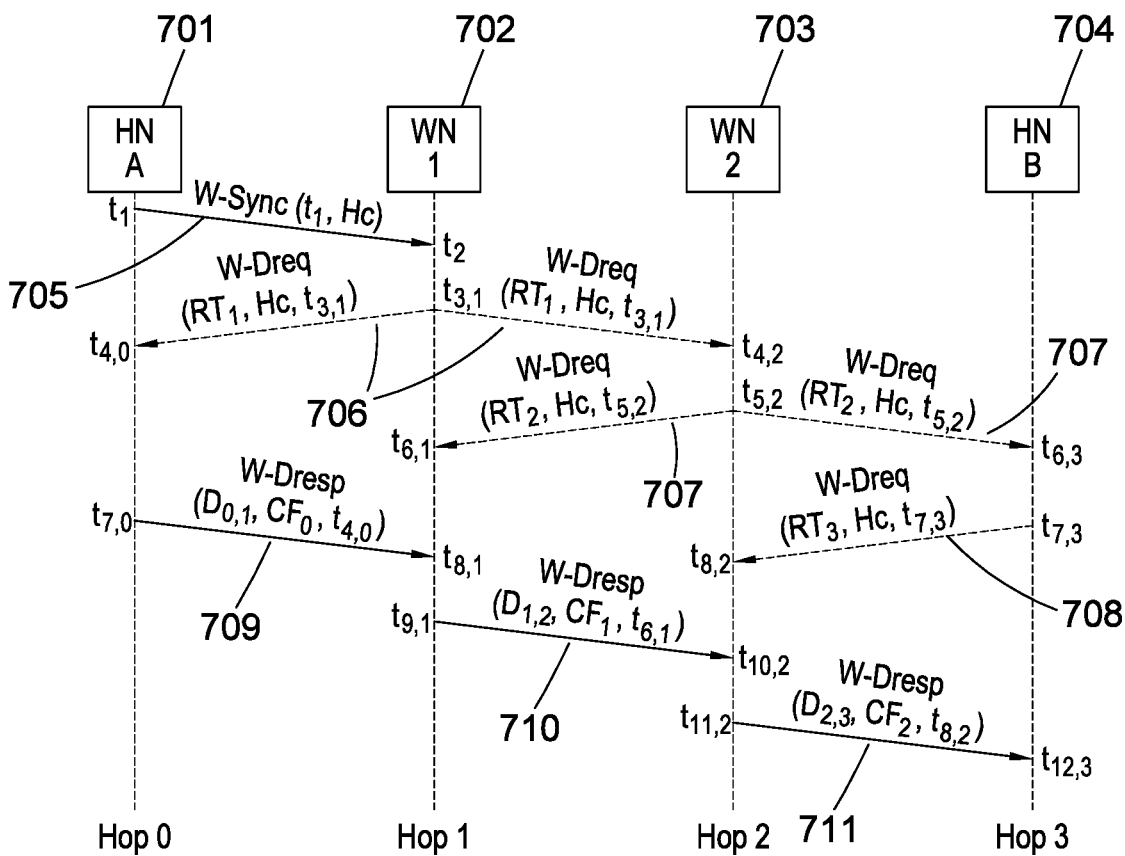 701
702
703
704
HN
A
WN
1
WN
2
HN
B
W-Sync (t1, Hc)
t1
t2
705
W-Dreq
(RT1, Hc, t3,1)
t3,1
W-Dreq
(RT1, Hc, t3,1)
t4,0
t4,2
706
707
W-Dreq
(RT2, Hc, t5,2)
t5,2
W-Dreq
(RT2, Hc, t5,2)
t6,1
t6,3
707
W-Dresp
(D0,1, CF0, t4,0)
t7,0
t8,1
709
W-Dreq
(RT3, Hc, t7,3)
t7,3
t8,2
708
W-Dresp
(D1,2, CF1, t6,1)
t9,1
t10,2
710
W-Dresp
(D2,3, CF2, t8,2)
t11,2
t12,3
711
Hop 0
Hop 1
Hop 2
Hop 3